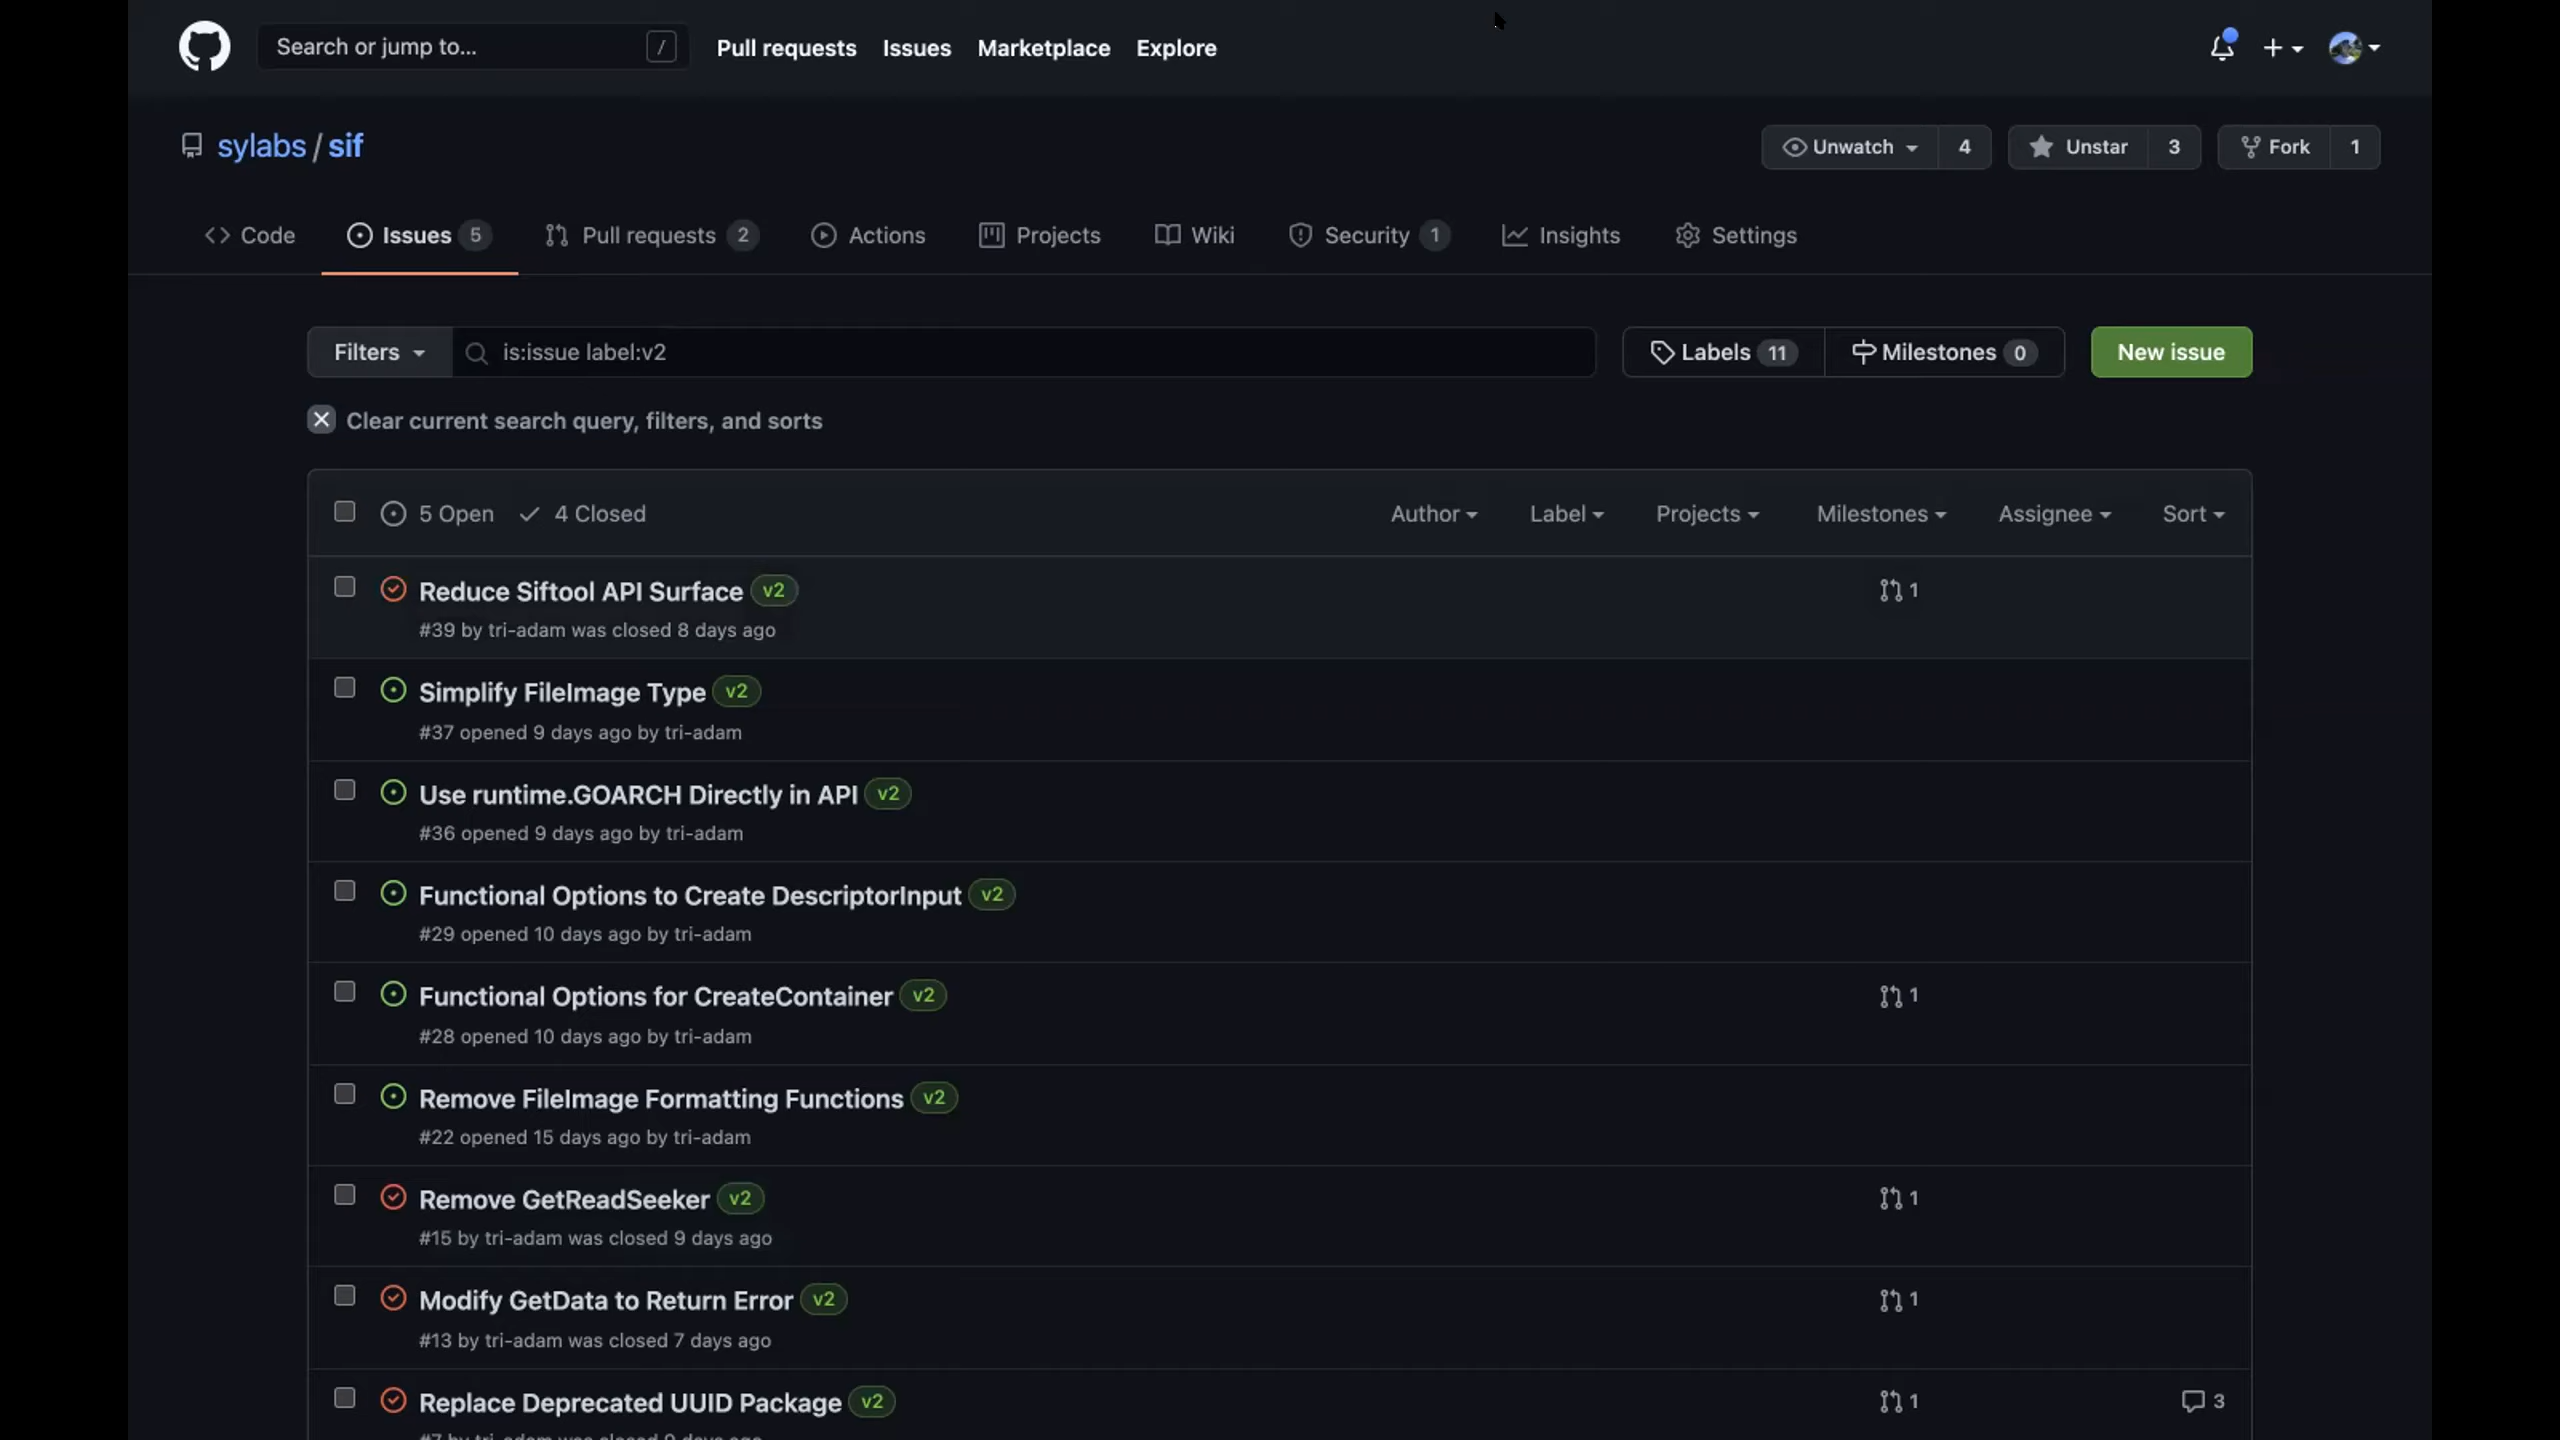 Search or jump to... /
Pull requests Issues Marketplace Explore
sylabs / sif
Unwatch 4 Unstar 3 Fork 1
Code Issues 5 Pull requests 2 Actions Projects Wiki Security 1 Insights Settings
Filters is:issue label:v2 Labels 11 Milestones 0 New issue
Clear current search query, filters, and sorts
5 Open 4 Closed Author Label Projects Milestones Assignee Sort
Reduce Siftool API Surface v2 1
#39 by tri-adam was closed 8 days ago
Simplify FileImage Type v2
#37 opened 9 days ago by tri-adam
Use runtime.GOARCH Directly in API v2
#36 opened 9 days ago by tri-adam
Functional Options to Create DescriptorInput v2
#29 opened 10 days ago by tri-adam
Functional Options for CreateContainer v2 1
#28 opened 10 days ago by tri-adam
Remove FileImage Formatting Functions v2
#22 opened 15 days ago by tri-adam
Remove GetReadSeeker v2 1
#15 by tri-adam was closed 9 days ago
Modify GetData to Return Error v2 1
#13 by tri-adam was closed 7 days ago
Replace Deprecated UUID Package v2 1 3
#7 by tri-adam was closed 9 days ago